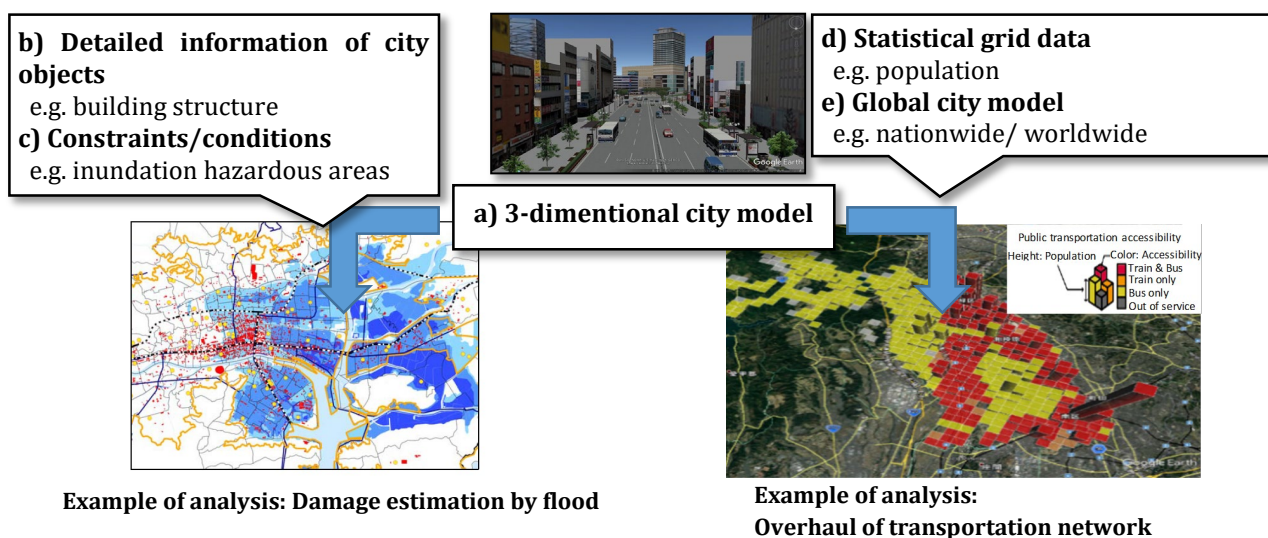 b) Detailed information of city
objects
e.g. building structure
c) Constraints/conditions
e.g. inundation hazardous areas
Google Earth
d) Statistical grid data
e.g. population
e) Global city model
e.g. nationwide/ worldwide
a) 3-dimentional city model
Public transportation accessibility
Height: Population
Color: Accessibility
Train & Bus
Train only
Bus only
Out of service
Google Earth
Example of analysis: Damage estimation by flood
Example of analysis:
Overhaul of transportation network